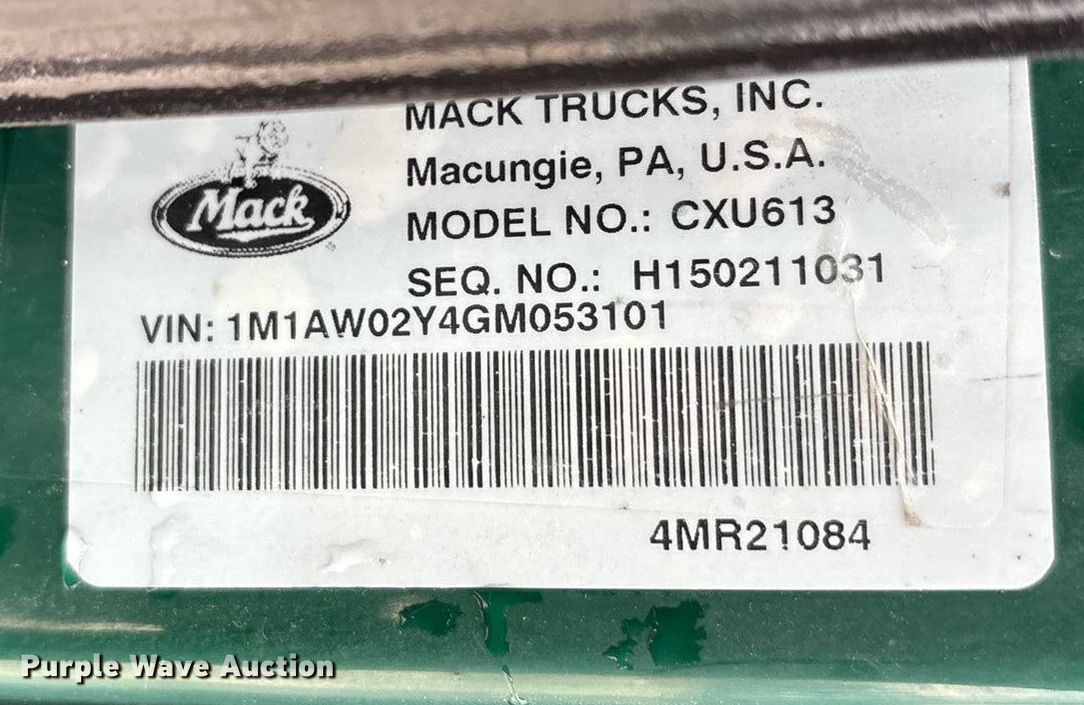 MACK TRUCKS, INC.
Macungie, PA, U.S.A.
Mack
MODEL NO.: CXU613
SEQ. NO.: H150211031
VIN: 1M1AW02Y4GM053101
4MR21084
Purple Wave Auction